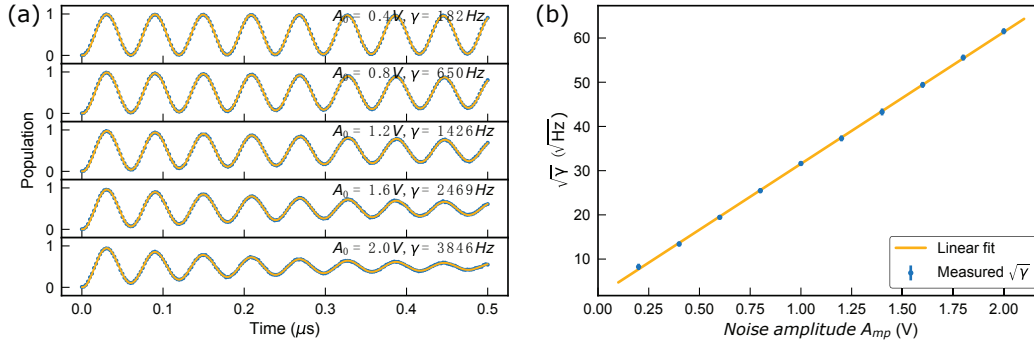 (a)
Population
1
0
1
0
1
0
1
0
1
0
A₀ = 0.4V, γ = 182Hz
A₀ = 0.8V, γ = 650Hz
A₀ = 1.2V, γ = 1426Hz
A₀ = 1.6V, γ = 2469Hz
A₀ = 2.0V, γ = 3846Hz
0.0 0.1 0.2 0.3 0.4 0.5
Time (μs)
(b)
√γ (√Hz)
60
50
40
30
20
10
Linear fit
Measured √γ
0.00 0.25 0.50 0.75 1.00 1.25 1.50 1.75 2.00
Noise amplitude Aₘₚ (V)